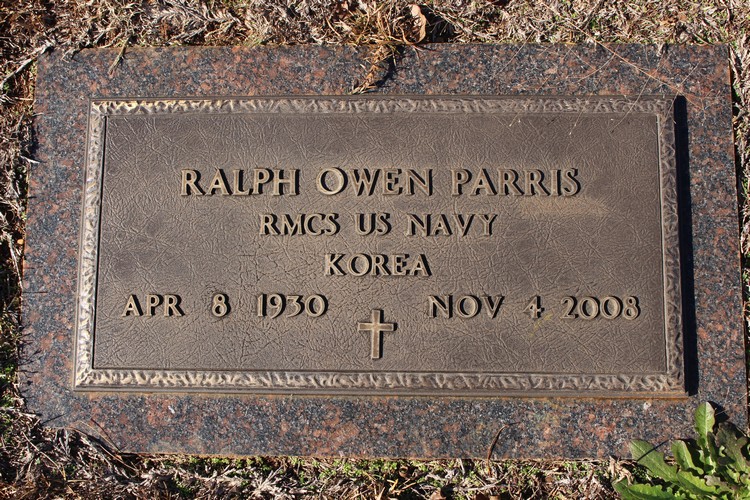 RALPH OWEN PARRIS
RMCS US NAVY
KOREA
APR 8 1930 NOV 4 2008